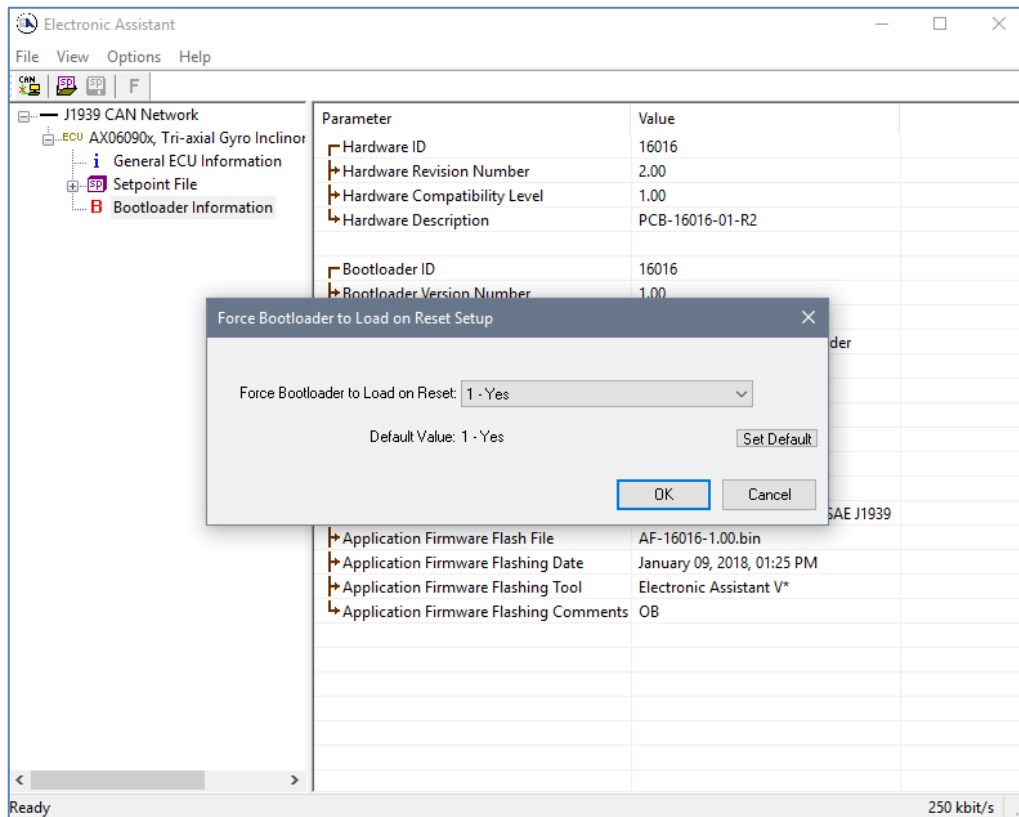 Electronic Assistant
File View Options Help
CAN SP SP F
J1939 CAN Network
ECU AX06090x, Tri-axial Gyro Inclinor
i General ECU Information
SP Setpoint File
B Bootloader Information
Parameter Value
Hardware ID 16016
Hardware Revision Number 2.00
Hardware Compatibility Level 1.00
Hardware Description PCB-16016-01-R2
Bootloader ID 16016
Bootloader Version Number 1.00
der
Force Bootloader to Load on Reset Setup
Force Bootloader to Load on Reset: 1 - Yes
Default Value: 1 - Yes
Set Default
OK Cancel
SAE J1939
Application Firmware Flash File AF-16016-1.00.bin
Application Firmware Flashing Date January 09, 2018, 01:25 PM
Application Firmware Flashing Tool Electronic Assistant V*
Application Firmware Flashing Comments OB
Ready 250 kbit/s